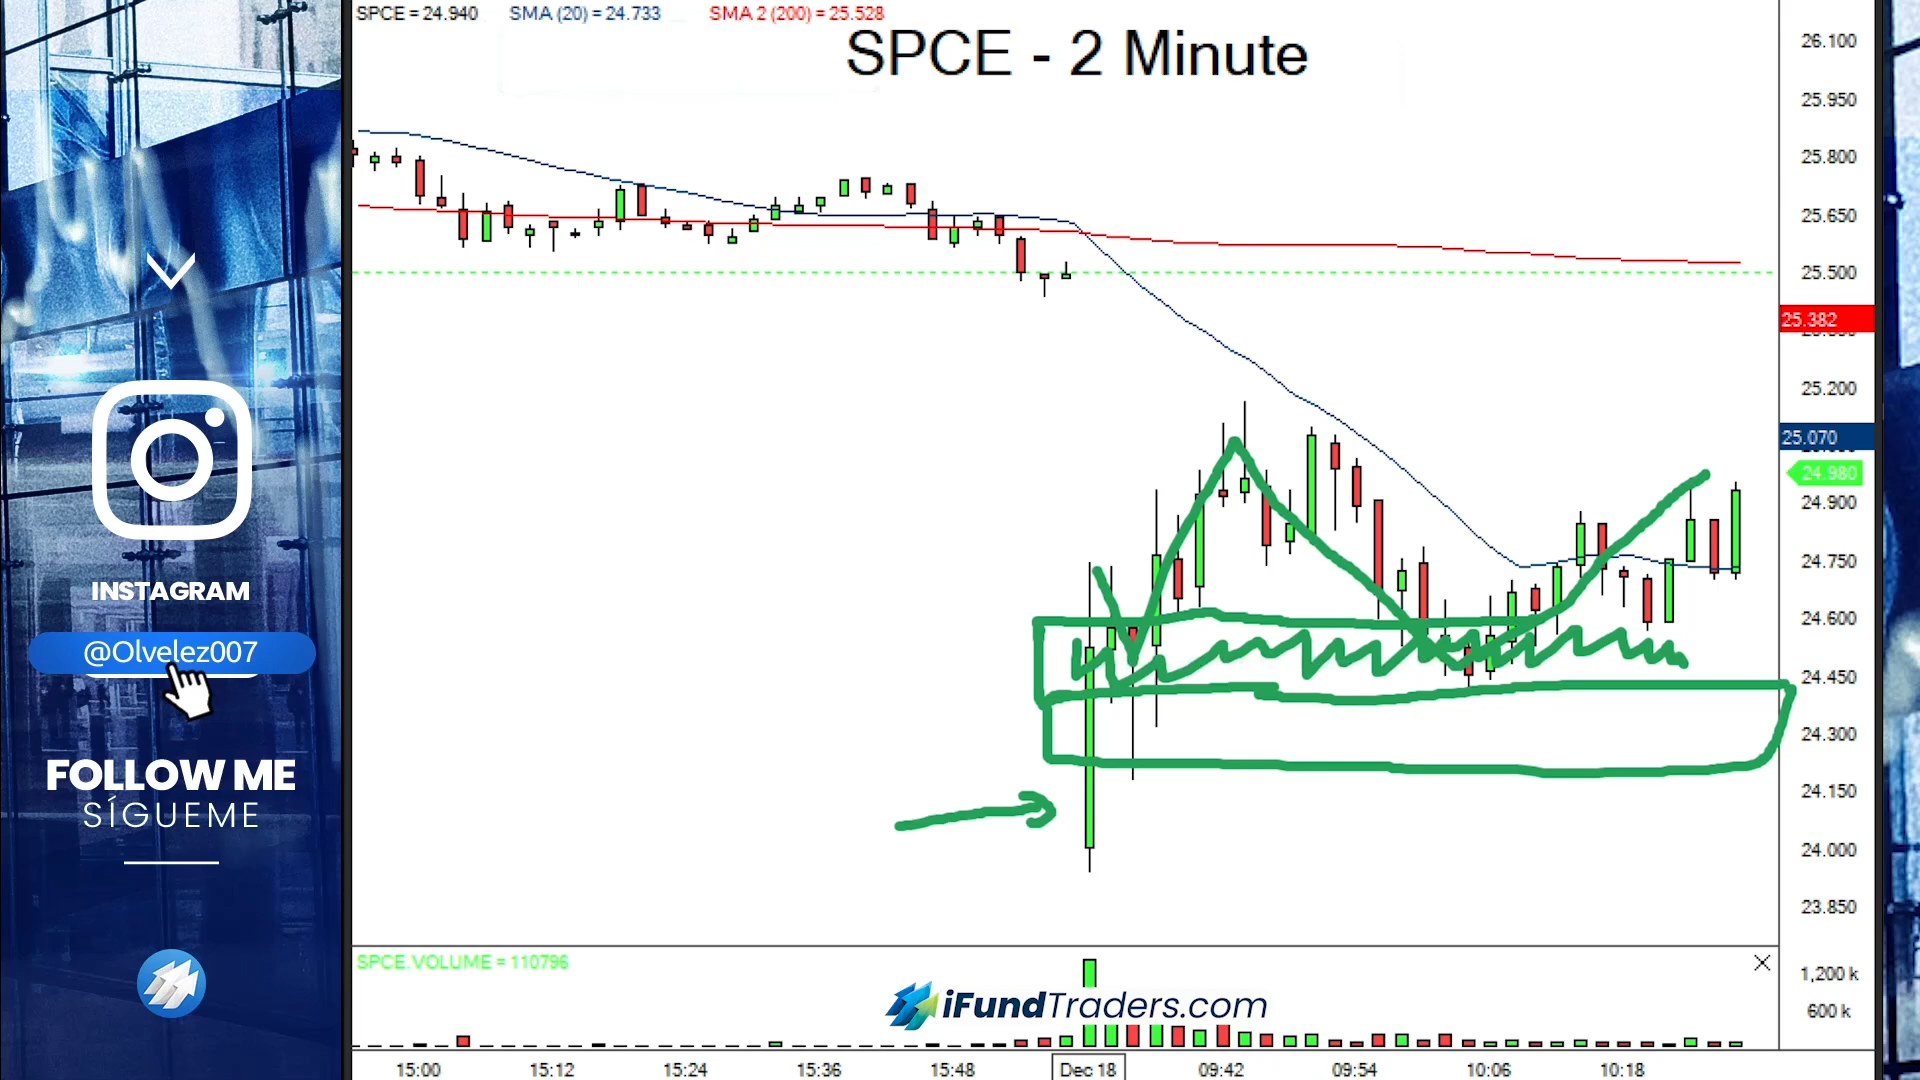 SPCE = 24.940 SMA (20) = 24.733 SMA 2 (200) = 25.528
SPCE - 2 Minute
26.100
25.950
25.800
25.650
25.500
25.382
25.200
25.070
24.980
24.900
24.750
24.600
24.450
24.300
24.150
24.000
23.850
INSTAGRAM
@Olvelez007
FOLLOW ME
SÍGUEME
SPCE.VOLUME = 110796
1,200 k
600 k
iFundTraders.com
15:00 15:12 15:24 15:36 15:48 Dec 18 09:42 09:54 10:06 10:18